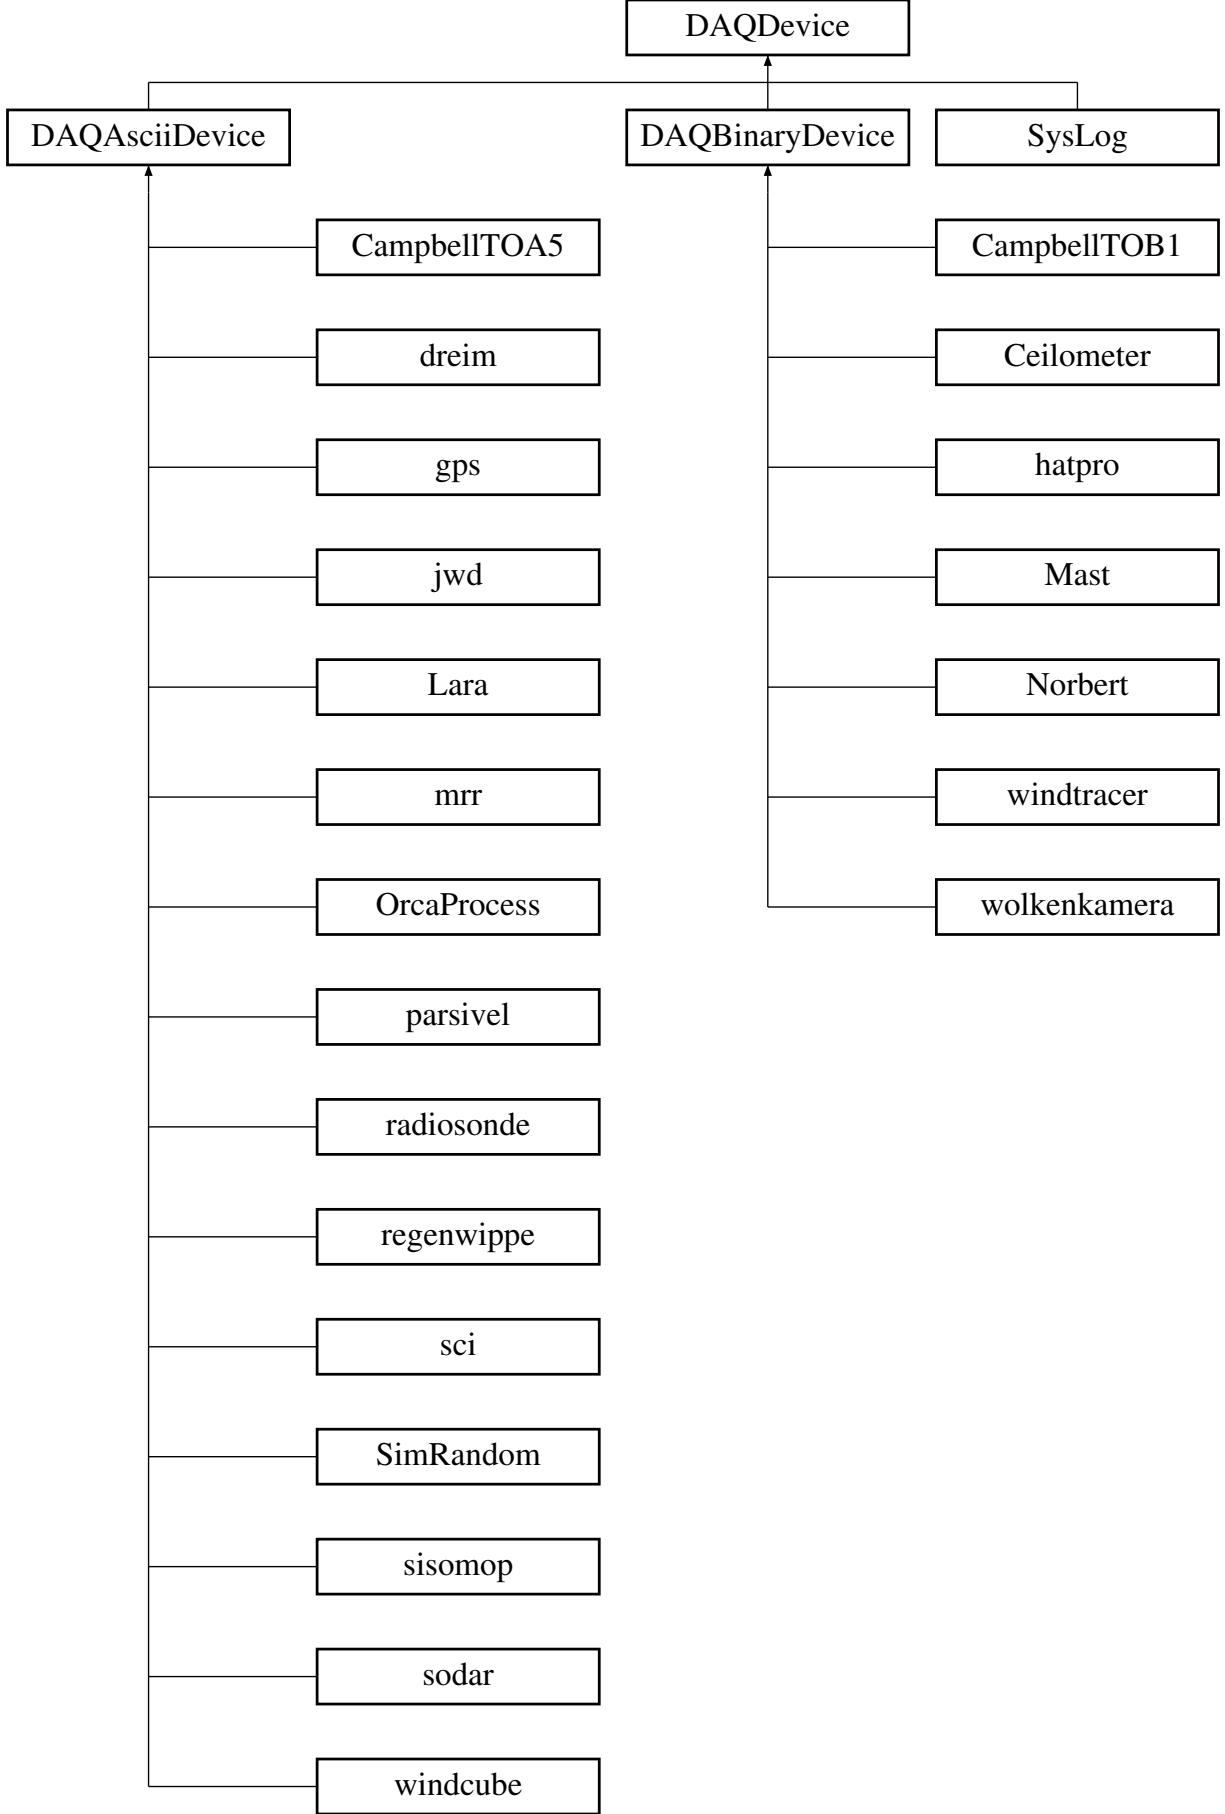 DAQDevice
DAQAsciiDevice
DAQBinaryDevice
SysLog
CampbellTOA5
CampbellTOB1
dreim
Ceilometer
gps
hatpro
jwd
Mast
Lara
Norbert
mrr
windtracer
OrcaProcess
wolkenkamera
parsivel
radiosonde
regenwippe
sci
SimRandom
sisomop
sodar
windcube